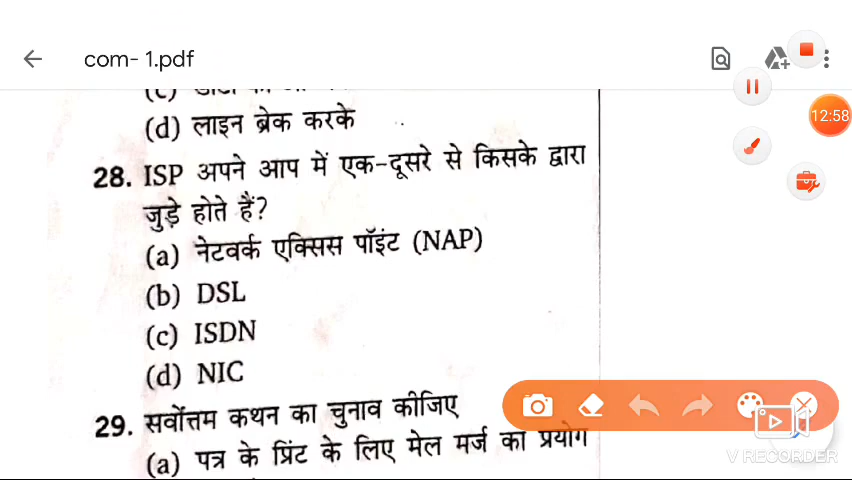 com- 1.pdf
12:58
(d) लाइन ब्रेक करके
28. ISP अपने आप में एक-दूसरे से किसके द्वारा
जुड़े होते हैं?
(a) नेटवर्क एक्सिस पॉइंट (NAP)
(b) DSL
(c) ISDN
(d) NIC
29. सर्वोत्तम कथन का चुनाव कीजिए
(a) पत्र के प्रिंट के लिए मेल मर्ज का प्रयोग
V RECORDER